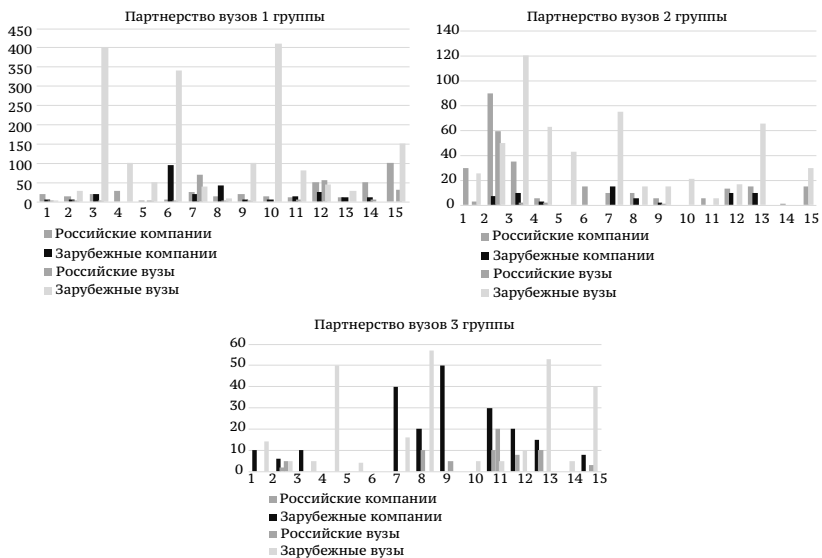 Партнерство вузов 1 группы
450
400
350
300
250
200
150
100
50
0
1 2 3 4 5 6 7 8 9 10 11 12 13 14 15
Российские компании
Зарубежные компании
Российские вузы
Зарубежные вузы
Партнерство вузов 2 группы
140
120
100
80
60
40
20
0
1 2 3 4 5 6 7 8 9 10 11 12 13 14 15
Российские компании
Зарубежные компании
Российские вузы
Зарубежные вузы
Партнерство вузов 3 группы
60
50
40
30
20
10
0
1 2 3 4 5 6 7 8 9 10 11 12 13 14 15
Российские компании
Зарубежные компании
Российские вузы
Зарубежные вузы